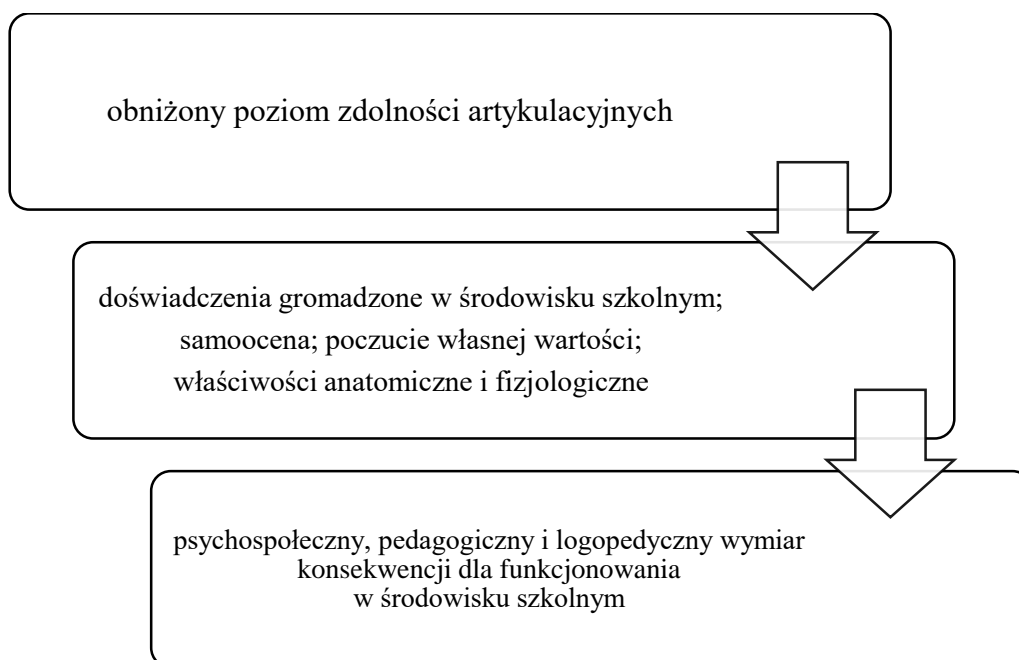 obniżony poziom zdolności artykulacyjnych
doświadczenia gromadzone w środowisku szkolnym;
samoocena; poczucie własnej wartości;
właściwości anatomiczne i fizjologiczne
psychospołeczny, pedagogiczny i logopedyczny wymiar
konsekwencji dla funkcjonowania
w środowisku szkolnym